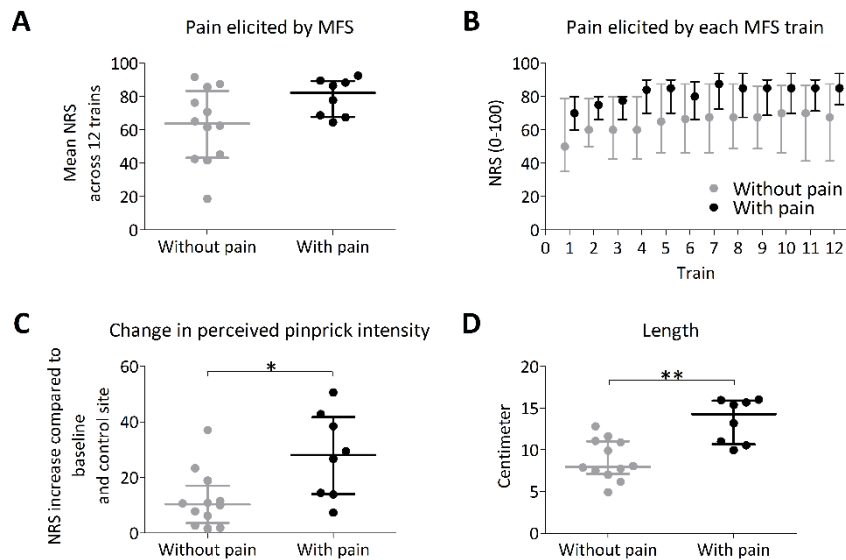 A
Pain elicited by MFS
Mean NRS
across 12 trains
100
80
60
40
20
0
Without pain
With pain
B
Pain elicited by each MFS train
NRS (0-100)
100
80
60
40
20
0
Without pain
With pain
0 1 2 3 4 5 6 7 8 9 10 11 12
Train
C
Change in perceived pinprick intensity
NRS increase compared to
baseline
and control site
60
40
20
0
*
Without pain
With pain
D
Length
Centimeter
20
15
10
5
0
**
Without pain
With pain